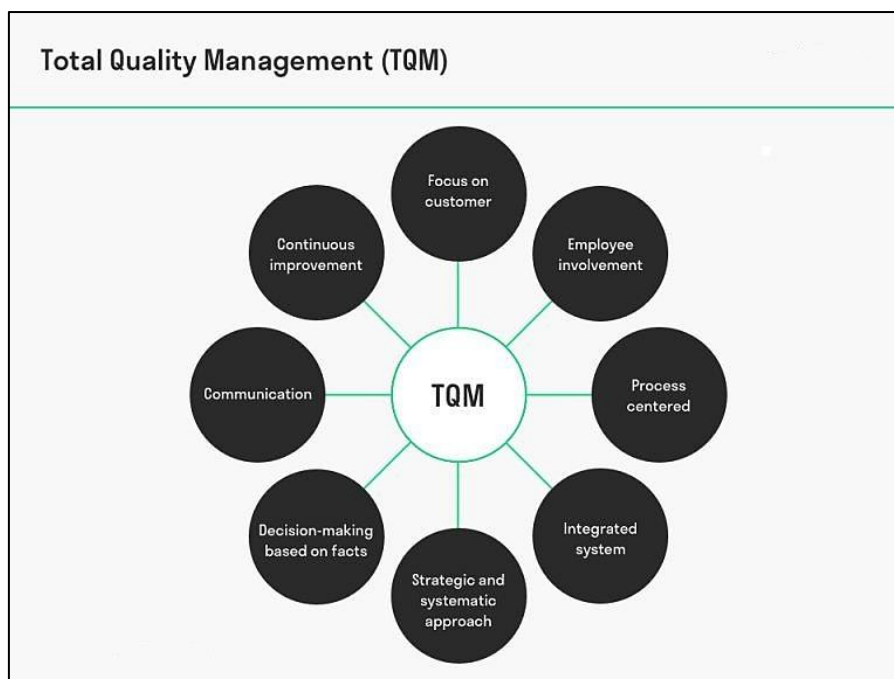 Total Quality Management (TQM)
Focus on
customer
Employee
involvement
Process
centered
Integrated
system
Strategic and
systematic
approach
Decision-making
based on facts
Communication
Continuous
improvement
TQM